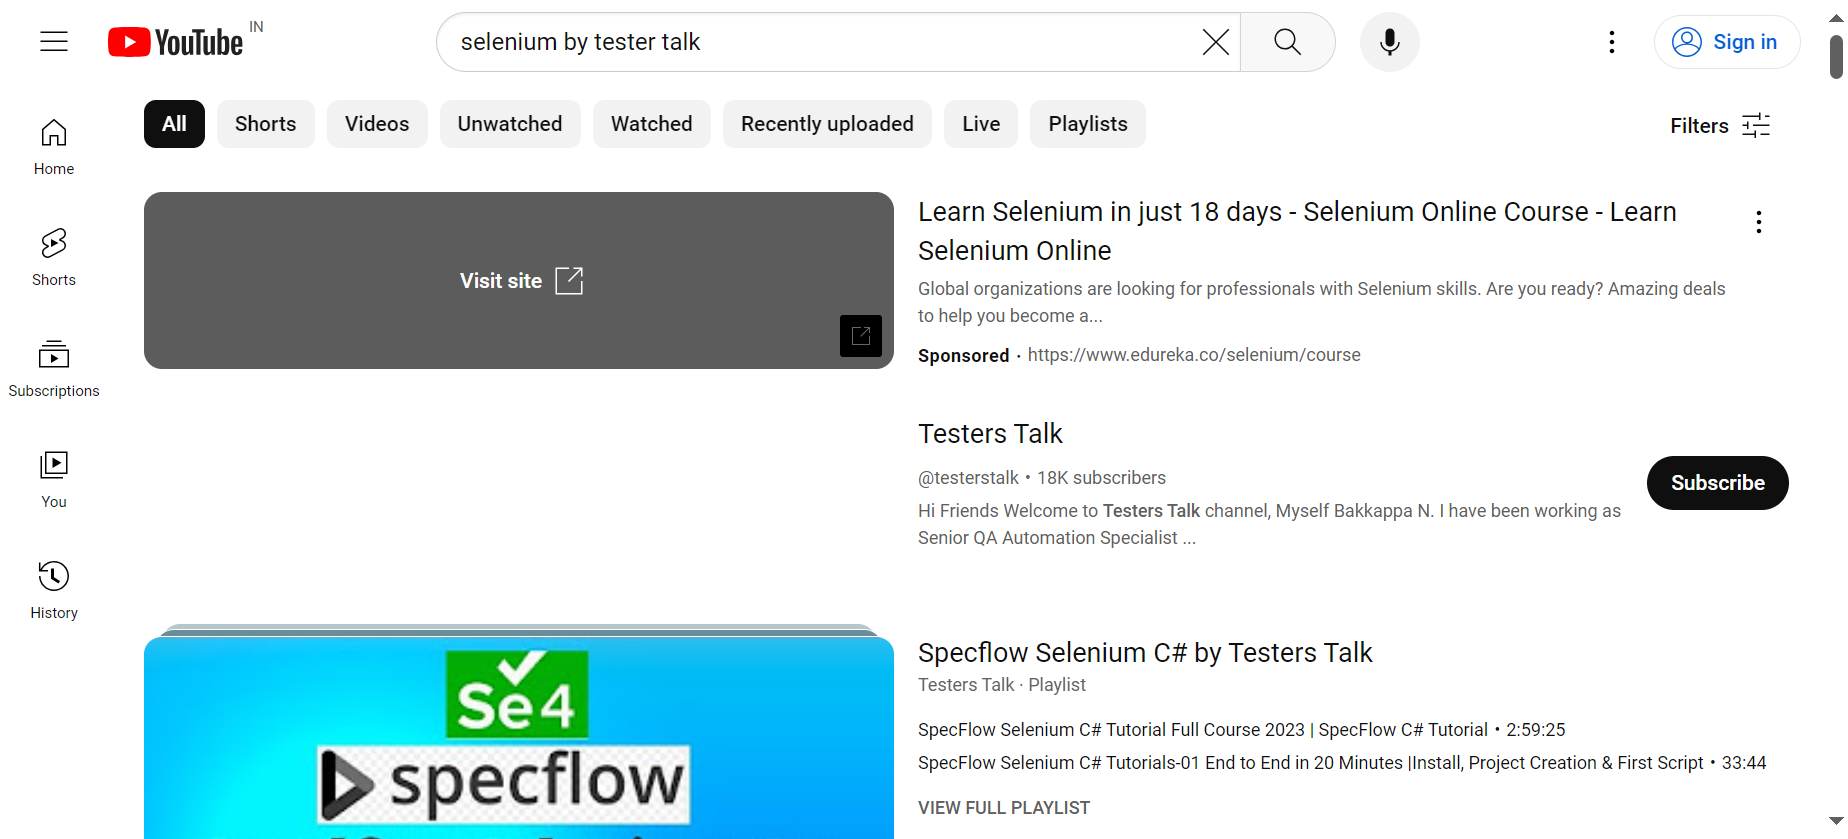 YouTube IN
selenium by tester talk
Sign in
All Shorts Videos Unwatched Watched Recently uploaded Live Playlists
Filters
Home
Shorts
Subscriptions
You
History
Visit site
Learn Selenium in just 18 days - Selenium Online Course - Learn
Selenium Online
Global organizations are looking for professionals with Selenium skills. Are you ready? Amazing deals
to help you become a...
Sponsored · https://www.edureka.co/selenium/course
Testers Talk
@testerstalk • 18K subscribers
Hi Friends Welcome to Testers Talk channel, Myself Bakkappa N. I have been working as
Senior QA Automation Specialist ...
Subscribe
Se4
specflow
Specflow Selenium C# by Testers Talk
Testers Talk · Playlist
SpecFlow Selenium C# Tutorial Full Course 2023 | SpecFlow C# Tutorial • 2:59:25
SpecFlow Selenium C# Tutorials-01 End to End in 20 Minutes |Install, Project Creation & First Script • 33:44
VIEW FULL PLAYLIST